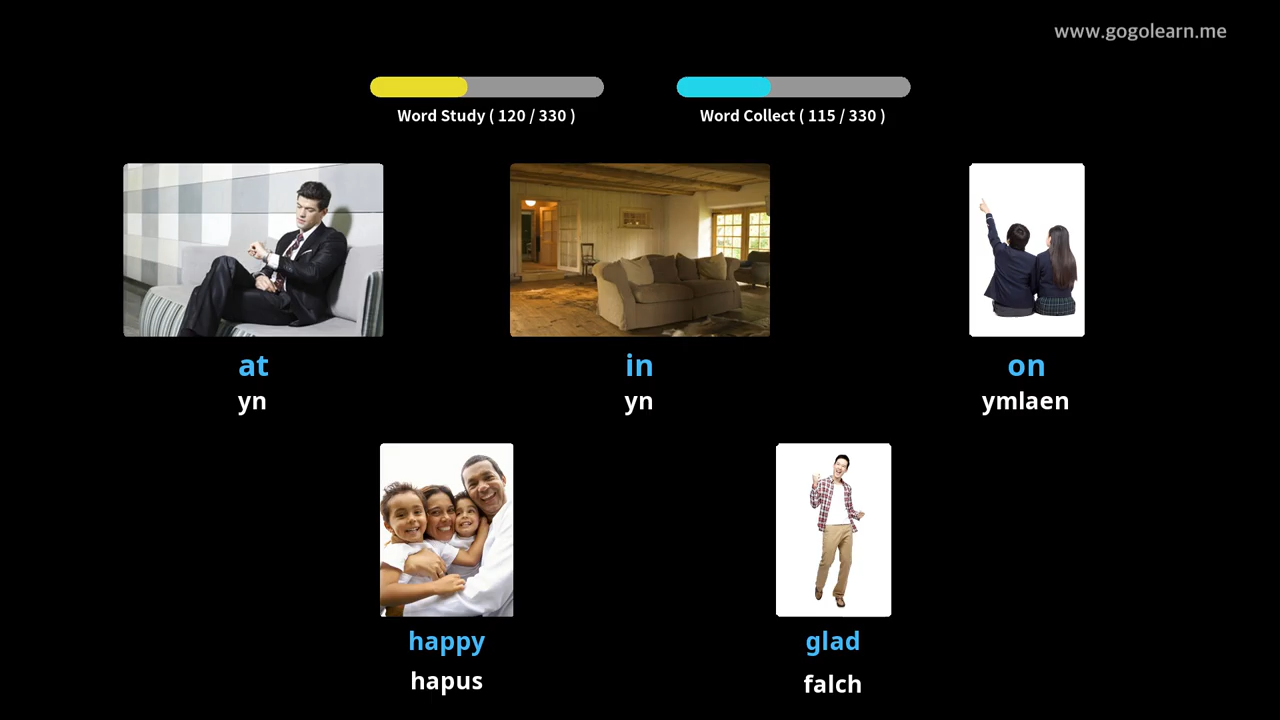 www.gogolearn.me
Word Study ( 120 / 330 )
Word Collect ( 115 / 330 )
at
in
on
yn
yn
ymlaen
happy
glad
hapus
falch